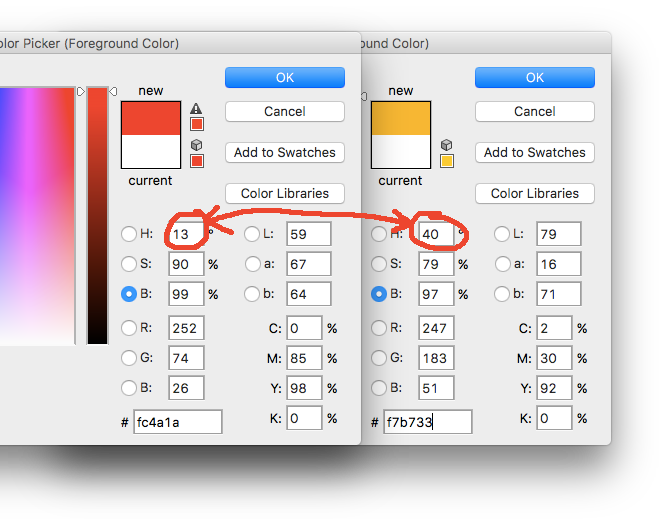 olor Picker (Foreground Color)
und Color)
new
OK
Cancel
Add to Swatches
current
Color Libraries
H: 13 ° L: 59
S: 90 % a: 67
B: 99 % b: 64
R: 252 C: 0 %
G: 74 M: 85 %
B: 26 Y: 98 %
# fc4a1a K: 0 %
new
OK
Cancel
Add to Swatches
current
Color Libraries
H: 40 ° L: 79
S: 79 % a: 16
B: 97 % b: 71
R: 247 C: 2 %
G: 183 M: 30 %
B: 51 Y: 92 %
# f7b733 K: 0 %